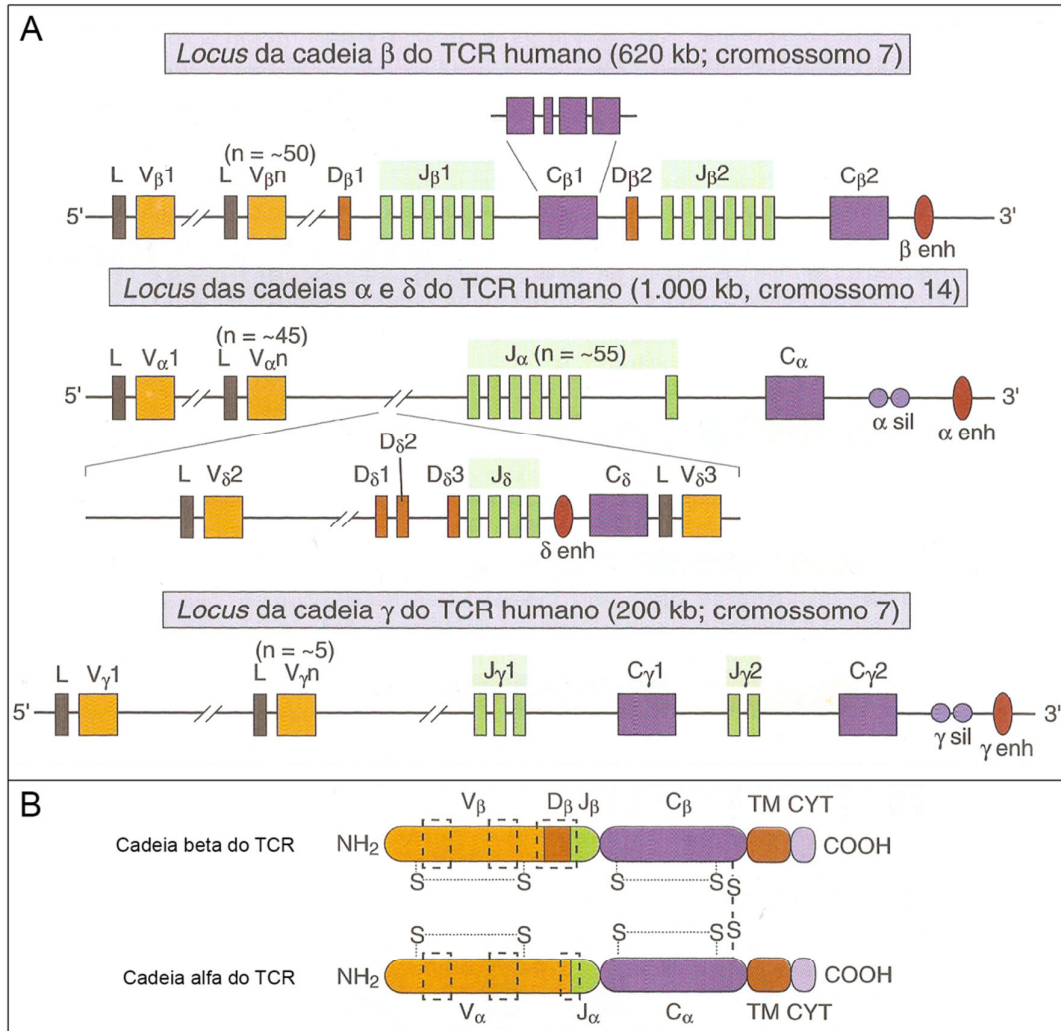 A
Locus da cadeia β do TCR humano (620 kb; cromossomo 7)
(n = ~50)
L Vβ1 L Vβn Dβ1 Jβ1 Cβ1 Dβ2 Jβ2 Cβ2
5' 3'
β enh
Locus das cadeias α e δ do TCR humano (1.000 kb, cromossomo 14)
(n = ~45)
L Vα1 L Vαn Jα (n = ~55) Cα
5' 3'
α sil α enh
Dδ2
L Vδ2 Dδ1 Dδ3 Jδ Cδ L Vδ3
δ enh
Locus da cadeia γ do TCR humano (200 kb; cromossomo 7)
(n = ~5)
L Vγ1 L Vγn Jγ1 Cγ1 Jγ2 Cγ2
5' 3'
γ sil γ enh
B
Vβ Dβ Jβ Cβ TM CYT
Cadeia beta do TCR NH2 COOH
S S S S S
S S S S S
Cadeia alfa do TCR NH2 COOH
Vα Jα Cα TM CYT